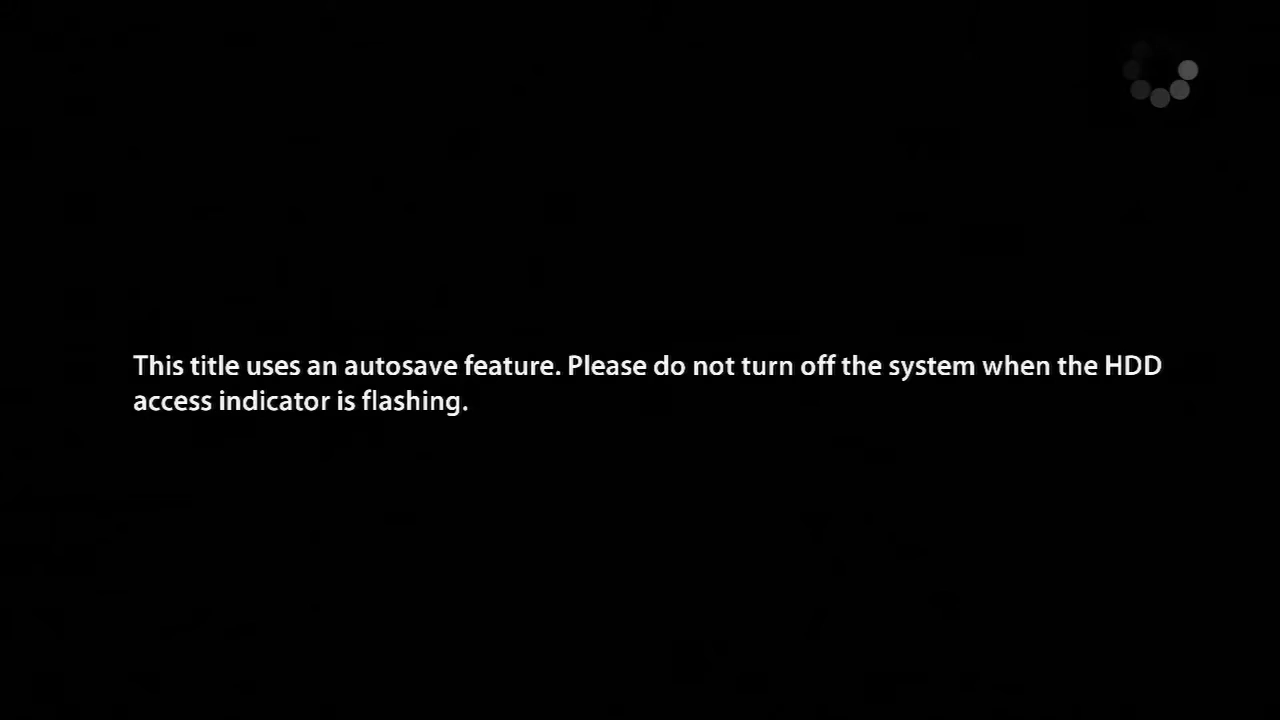 This title uses an autosave feature. Please do not turn off the system when the HDD
access indicator is flashing.